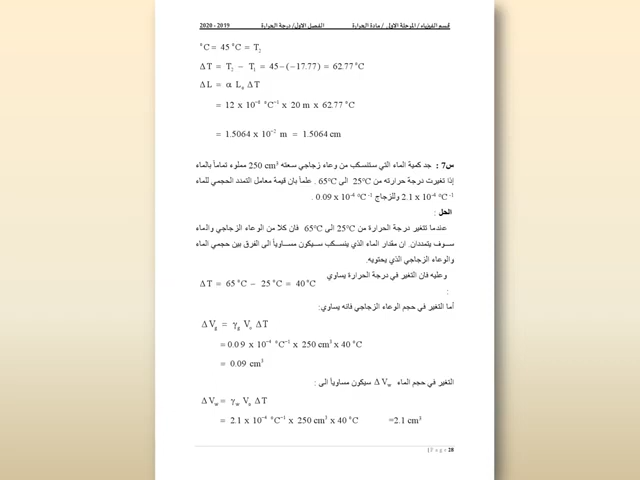 قسم الفيزياء / المرحلة الاولى / مادة الحرارة الفصل الاول/ درجة الحرارة 2019 - 2020
°C = 45 °C = T₂
ΔT = T₂ − T₁ = 45 − (−17.77) = 62.77 °C
ΔL = α L₀ ΔT
= 12 x 10⁻⁶ °C⁻¹ x 20 m x 62.77 °C
= 1.5064 x 10⁻² m = 1.5064 cm
س7 : جد كمية الماء التي ستنسكب من وعاء زجاجي سعته 250 cm³ مملوء تماماً بالماء
إذا تغيرت درجة حرارته من 25°C الى 65°C . علماً بان قيمة معامل التمدد الحجمي للماء
2.1 x 10⁻⁴ °C⁻¹ وللزجاج 0.09 x 10⁻⁴ °C⁻¹ .
الحل :
عندما تتغير درجة الحرارة من 25°C الى 65°C فان كلا من الوعاء الزجاجي والماء
سوف يتمددان. ان مقدار الماء الذي ينسكب سيكون مساوياً الى الفرق بين حجمي الماء
والوعاء الزجاجي الذي يحتويه.
وعليه فان التغير في درجة الحرارة يساوي
ΔT = 65 °C − 25 °C = 40 °C
:
أما التغير في حجم الوعاء الزجاجي فانه يساوي:
ΔV_g = γ_g V₀ ΔT
= 0.09 x 10⁻⁴ °C⁻¹ x 250 cm³ x 40 °C
= 0.09 cm³
التغير في حجم الماء ΔV_w سيكون مساوياً الى :
ΔV_w = γ_w V₀ ΔT
= 2.1 x 10⁻⁴ °C⁻¹ x 250 cm³ x 40 °C =2.1 cm³
| P a g e 28